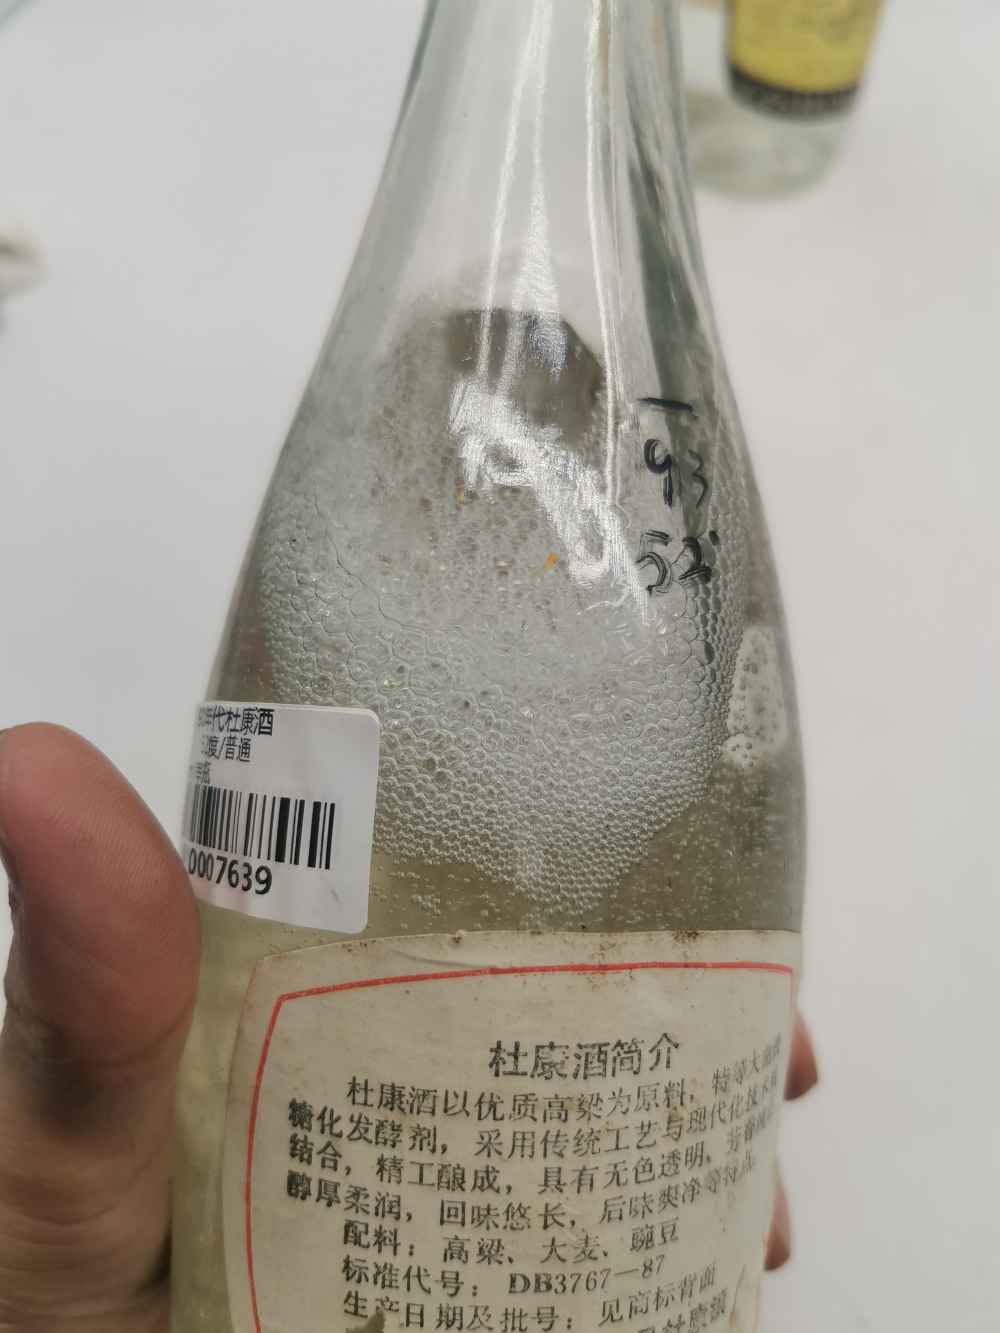 一
93
52°
年代杜康酒
度/普通
0007639
杜康酒简介
杜康酒以优质高粱为原料，特等大
糖化发酵剂，采用传统工艺与现代化技术
结合，精工酿成，具有无色透明、芳香
醇厚柔润，回味悠长，后味爽净等特点
配料：高粱、大麦、豌豆
标准代号：DB3767—87
生产日期及批号：见商标背面